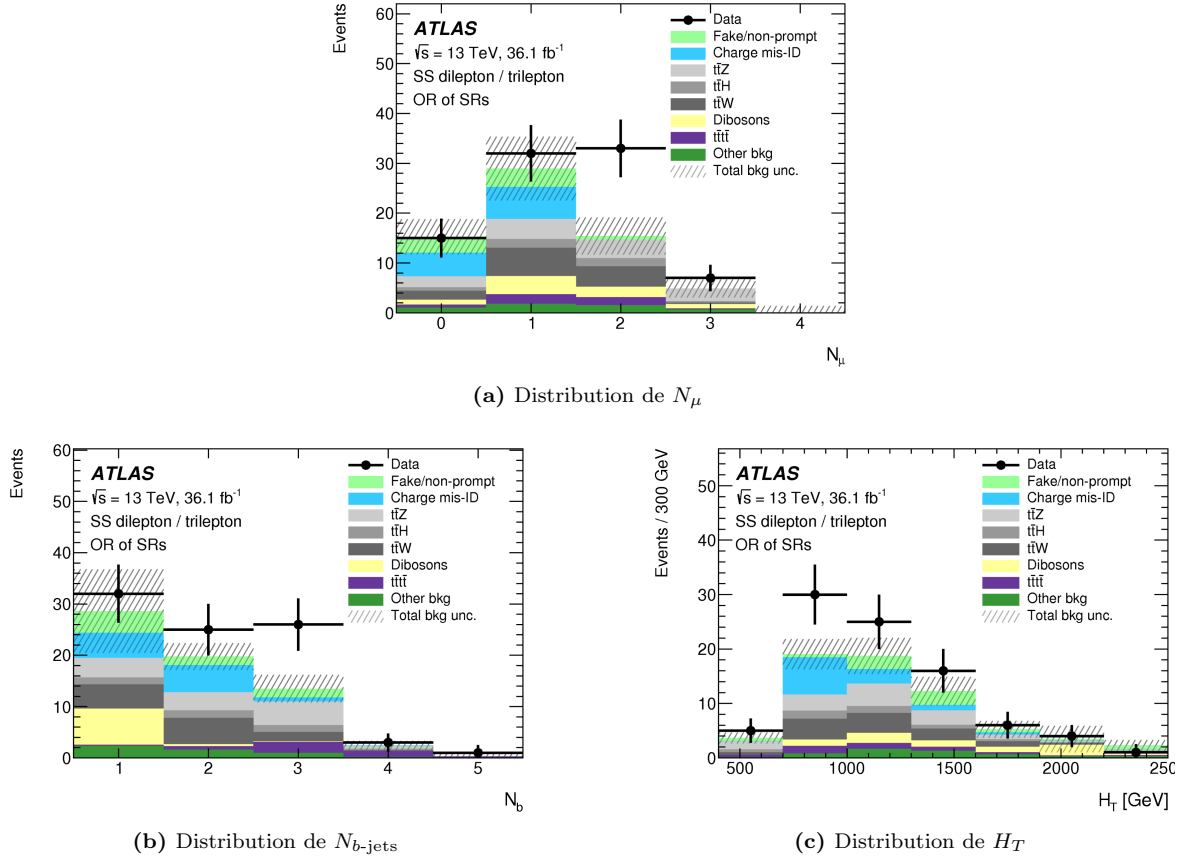 Events
60
50
40
30
20
10
0
ATLAS
√s = 13 TeV, 36.1 fb⁻¹
SS dilepton / trilepton
OR of SRs
Data
Fake/non-prompt
Charge mis-ID
tt̄Z
tt̄H
tt̄W
Dibosons
tt̄tt̄
Other bkg
Total bkg unc.
0 1 2 3 4
N_μ
(a) Distribution de N_μ
Events
60
50
40
30
20
10
0
ATLAS
√s = 13 TeV, 36.1 fb⁻¹
SS dilepton / trilepton
OR of SRs
Data
Fake/non-prompt
Charge mis-ID
tt̄Z
tt̄H
tt̄W
Dibosons
tt̄tt̄
Other bkg
Total bkg unc.
1 2 3 4 5
N_b
(b) Distribution de N_b-jets
Events / 300 GeV
50
40
30
20
10
0
ATLAS
√s = 13 TeV, 36.1 fb⁻¹
SS dilepton / trilepton
OR of SRs
Data
Fake/non-prompt
Charge mis-ID
tt̄Z
tt̄H
tt̄W
Dibosons
tt̄tt̄
Other bkg
Total bkg unc.
500 1000 1500 2000 250
H_T [GeV]
(c) Distribution de H_T